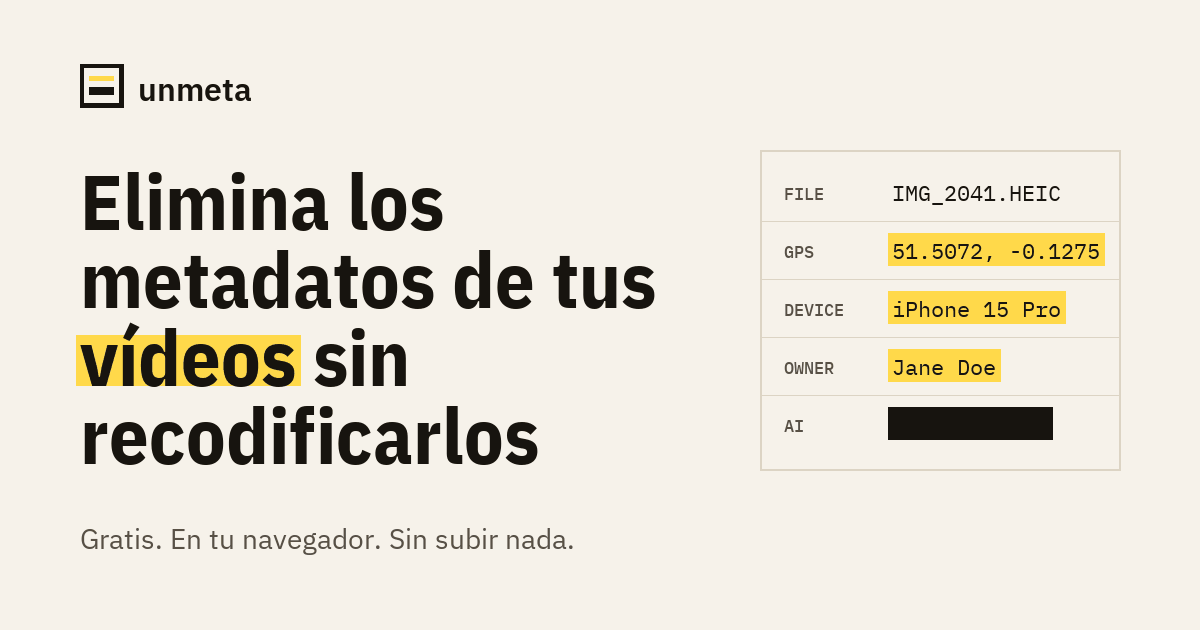 unmeta
Elimina los
metadatos de tus
vídeos sin
recodificarlos
Gratis. En tu navegador. Sin subir nada.
FILE IMG_2041.HEIC
GPS 51.5072, -0.1275
DEVICE iPhone 15 Pro
OWNER Jane Doe
AI